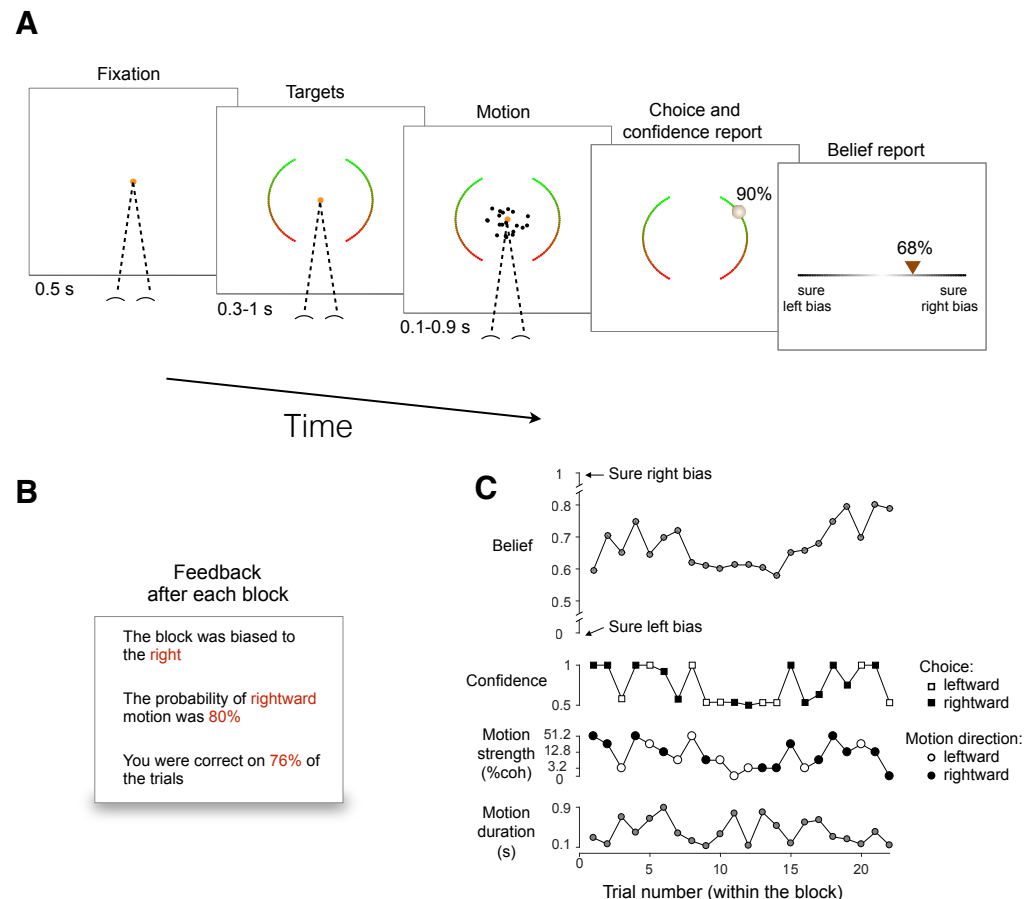 A
Fixation
Targets
Motion
Choice and
confidence report
Belief report
90%
68%
sure
left bias
sure
right bias
0.5 s
0.3-1 s
0.1-0.9 s
Time
B
Feedback
after each block
The block was biased to
the right
The probability of rightward
motion was 80%
You were correct on 76% of
the trials
C
1
Sure right bias
0.8
0.7
Belief
0.6
0.5
0
Sure left bias
Confidence
1
0.5
Choice:
leftward
rightward
Motion
strength
(%coh)
51.2
12.8
3.2
0
Motion direction:
leftward
rightward
Motion
duration
(s)
0.9
0.1
0
5
10
15
20
Trial number (within the block)